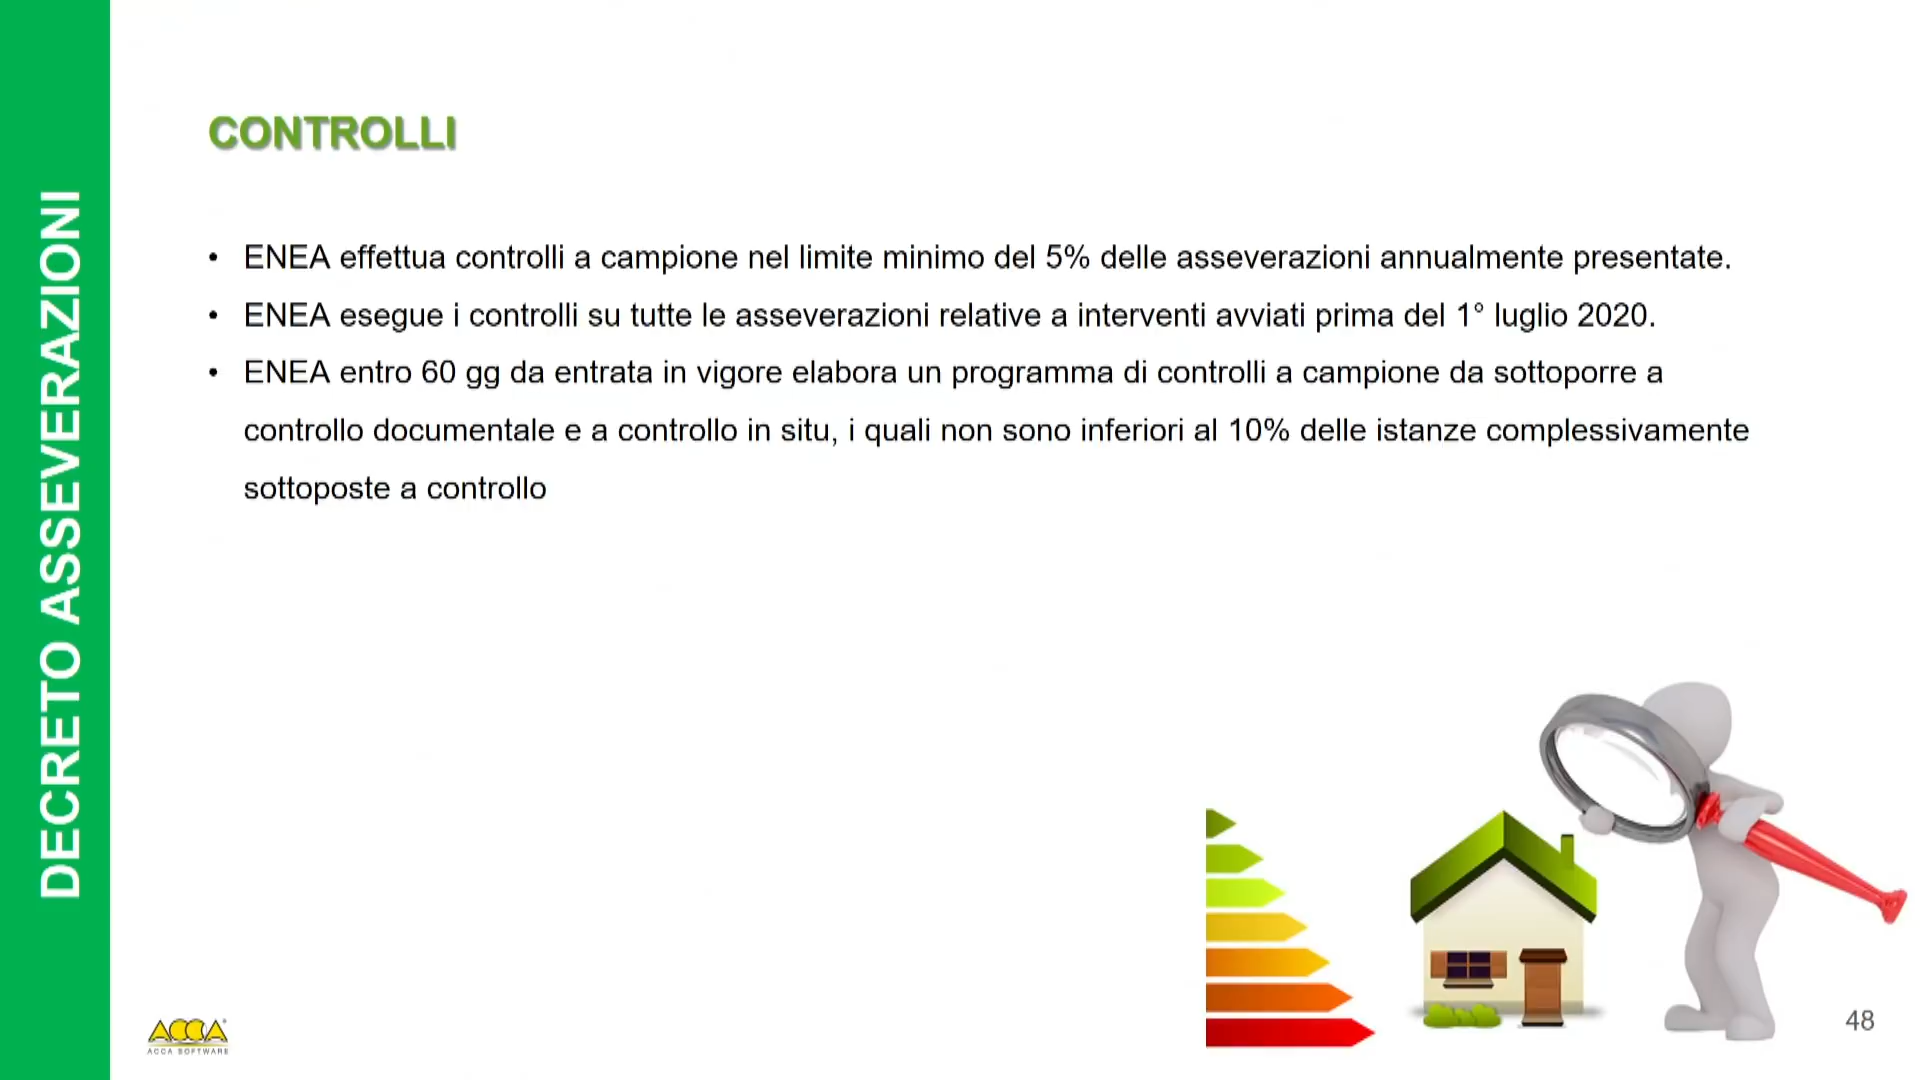 DECRETO ASSEVERAZIONI
CONTROLLI
• ENEA effettua controlli a campione nel limite minimo del 5% delle asseverazioni annualmente presentate.
• ENEA esegue i controlli su tutte le asseverazioni relative a interventi avviati prima del 1° luglio 2020.
• ENEA entro 60 gg da entrata in vigore elabora un programma di controlli a campione da sottoporre a
controllo documentale e a controllo in situ, i quali non sono inferiori al 10% delle istanze complessivamente
sottoposte a controllo
ACCA
ACCA SOFTWARE
48